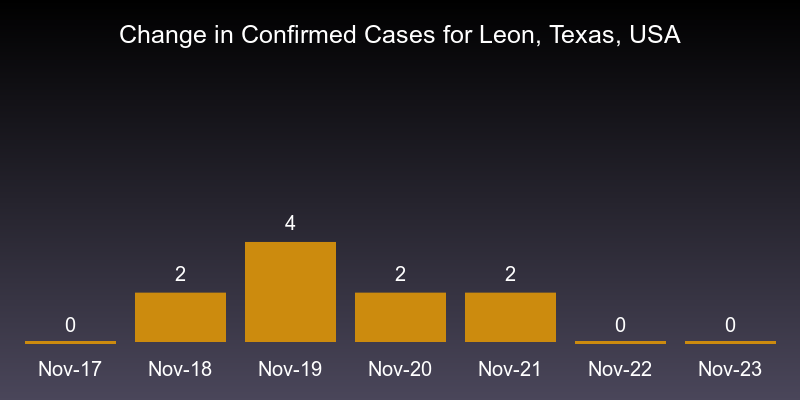 Change in Confirmed Cases for Leon, Texas, USA
4
2 2 2
0 0 0
Nov-17 Nov-18 Nov-19 Nov-20 Nov-21 Nov-22 Nov-23